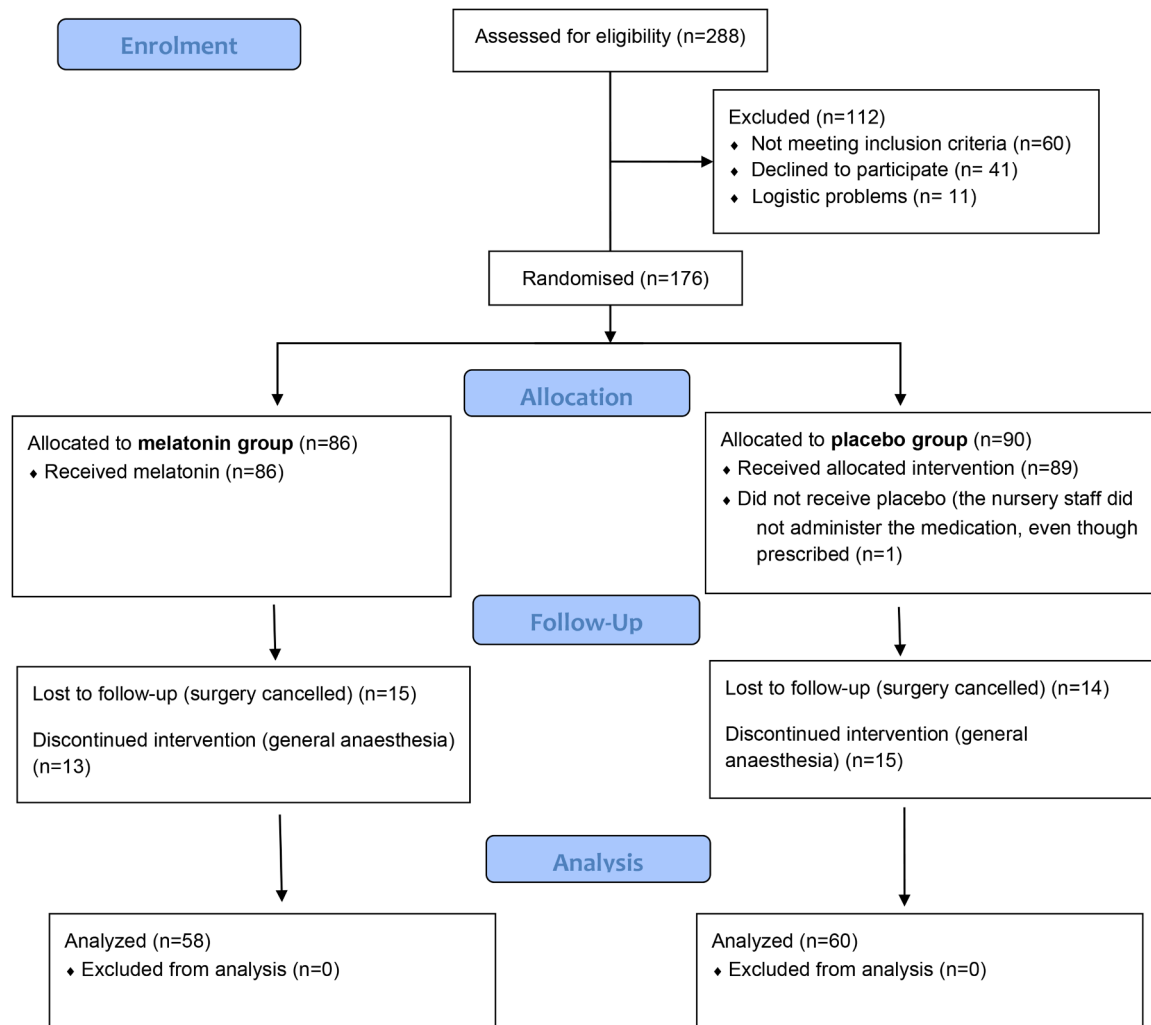 Enrolment
Assessed for eligibility (n=288)
Excluded (n=112)
♦ Not meeting inclusion criteria (n=60)
♦ Declined to participate (n= 41)
♦ Logistic problems (n= 11)
Randomised (n=176)
Allocation
Allocated to melatonin group (n=86)
♦ Received melatonin (n=86)
Allocated to placebo group (n=90)
♦ Received allocated intervention (n=89)
♦ Did not receive placebo (the nursery staff did
not administer the medication, even though
prescribed (n=1)
Follow-Up
Lost to follow-up (surgery cancelled) (n=15)
Discontinued intervention (general anaesthesia)
(n=13)
Lost to follow-up (surgery cancelled) (n=14)
Discontinued intervention (general
anaesthesia) (n=15)
Analysis
Analyzed (n=58)
♦ Excluded from analysis (n=0)
Analyzed (n=60)
♦ Excluded from analysis (n=0)